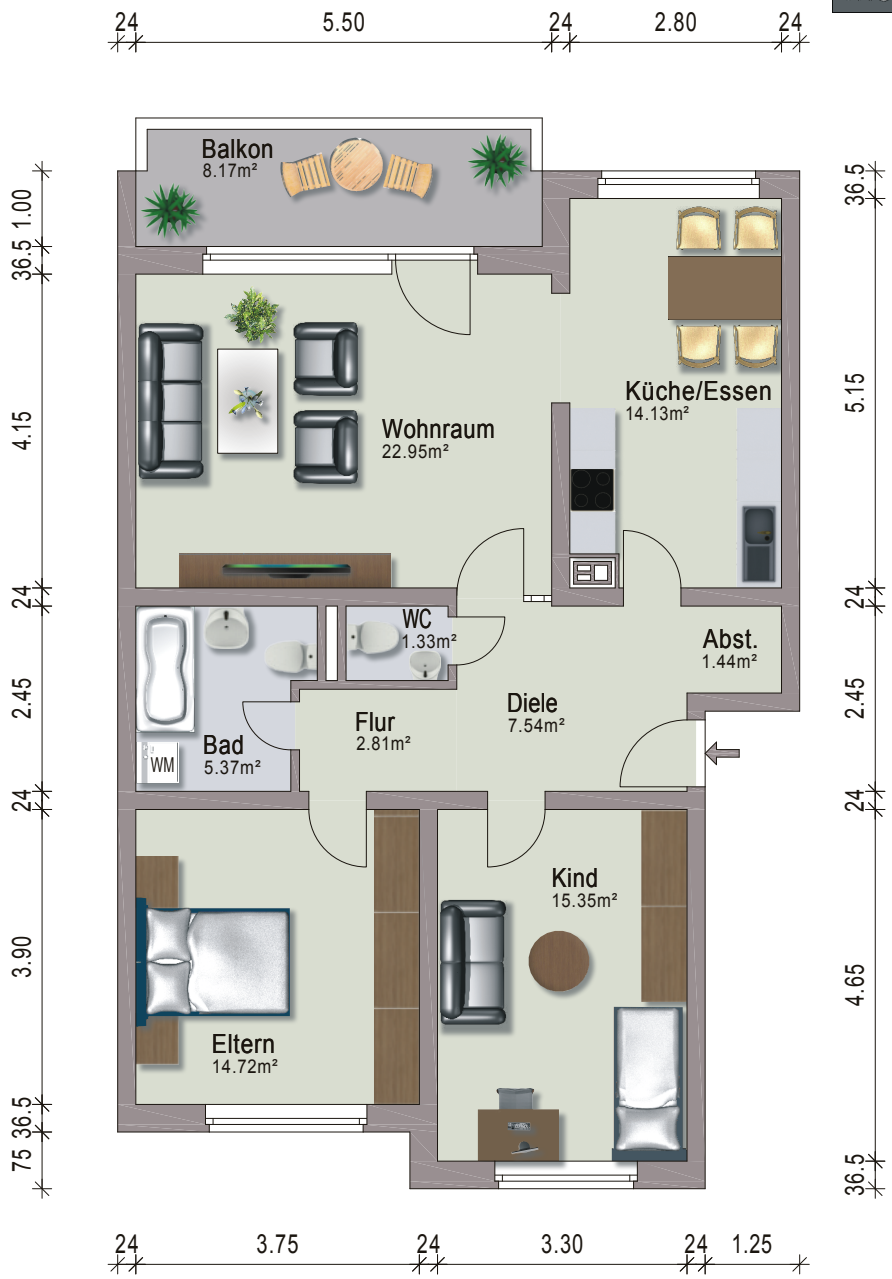 24
5.50
24
2.80
24
Balkon
8.17m²
36.5
1.00
36.5
4.15
24
2.45
24
3.90
36.5
75
36.5
5.15
24
2.45
24
4.65
36.5
Küche/Essen
14.13m²
Wohnraum
22.95m²
WC
1.33m²
Abst.
1.44m²
Diele
7.54m²
Flur
2.81m²
Bad
5.37m²
WM
Kind
15.35m²
Eltern
14.72m²
24
3.75
24
3.30
24
1.25